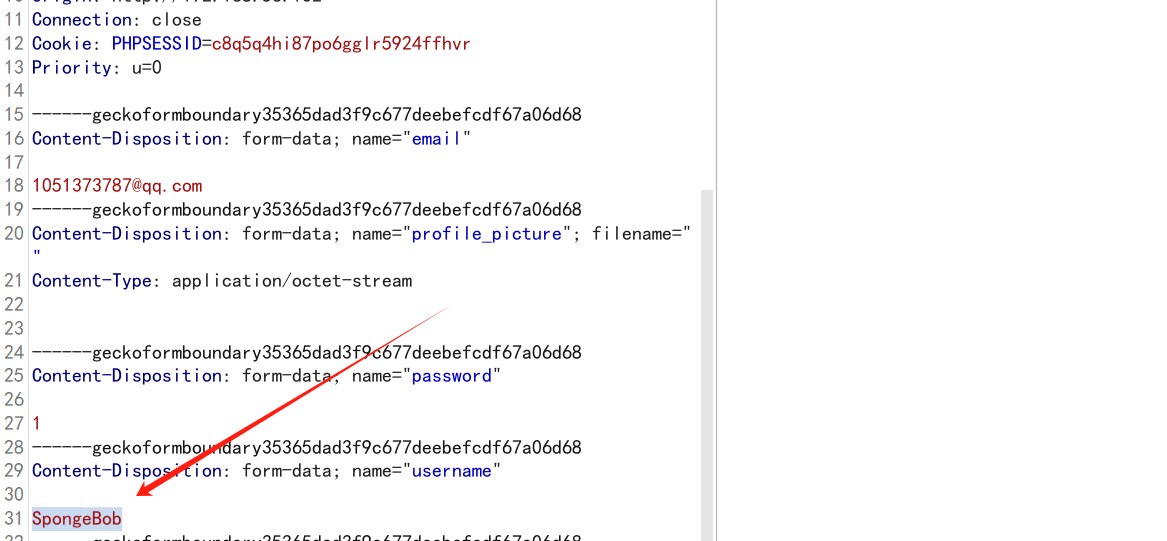 11 Connection: close
12 Cookie: PHPSESSID=c8q5q4hi87po6gglr5924ffhvr
13 Priority: u=0
14
15 ------geckoformboundary35365dad3f9c677deebefcdf67a06d68
16 Content-Disposition: form-data; name="email"
17
18 1051373787@qq.com
19 ------geckoformboundary35365dad3f9c677deebefcdf67a06d68
20 Content-Disposition: form-data; name="profile_picture"; filename="
"
21 Content-Type: application/octet-stream
22
23
24 ------geckoformboundary35365dad3f9c677deebefcdf67a06d68
25 Content-Disposition: form-data; name="password"
26
27 1
28 ------geckoformboundary35365dad3f9c677deebefcdf67a06d68
29 Content-Disposition: form-data; name="username"
30
31 SpongeBob
32 ------geckoformboundary35365dad3f9c677deebefcdf67a06d68